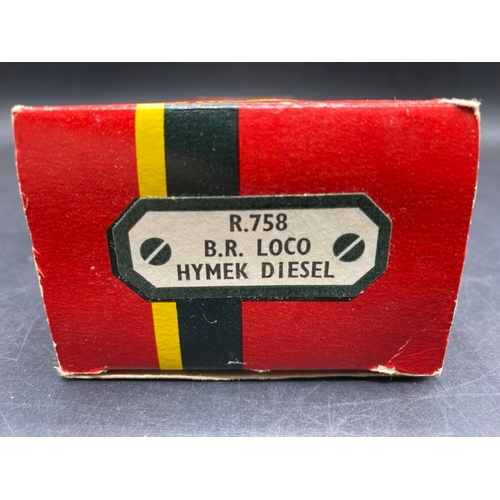 R.758
B.R. LOCO
HYMEK DIESEL